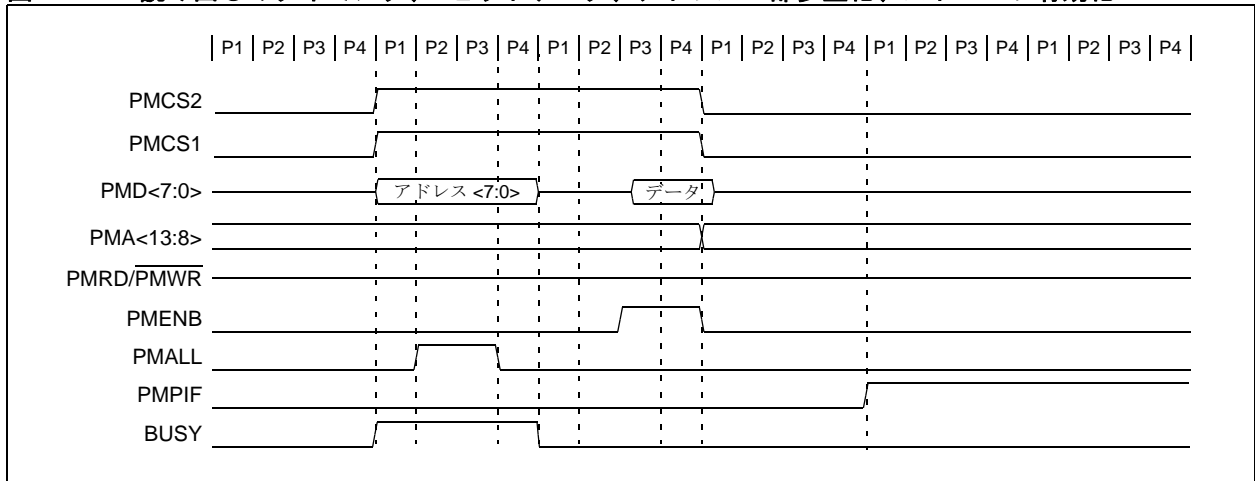 P1 P2 P3 P4 P1 P2 P3 P4 P1 P2 P3 P4 P1 P2 P3 P4 P1 P2 P3 P4 P1 P2 P3 P4
PMCS2
PMCS1
PMD<7:0> アドレス <7:0> データ
PMA<13:8>
PMRD/PMWR
PMENB
PMALL
PMPIF
BUSY